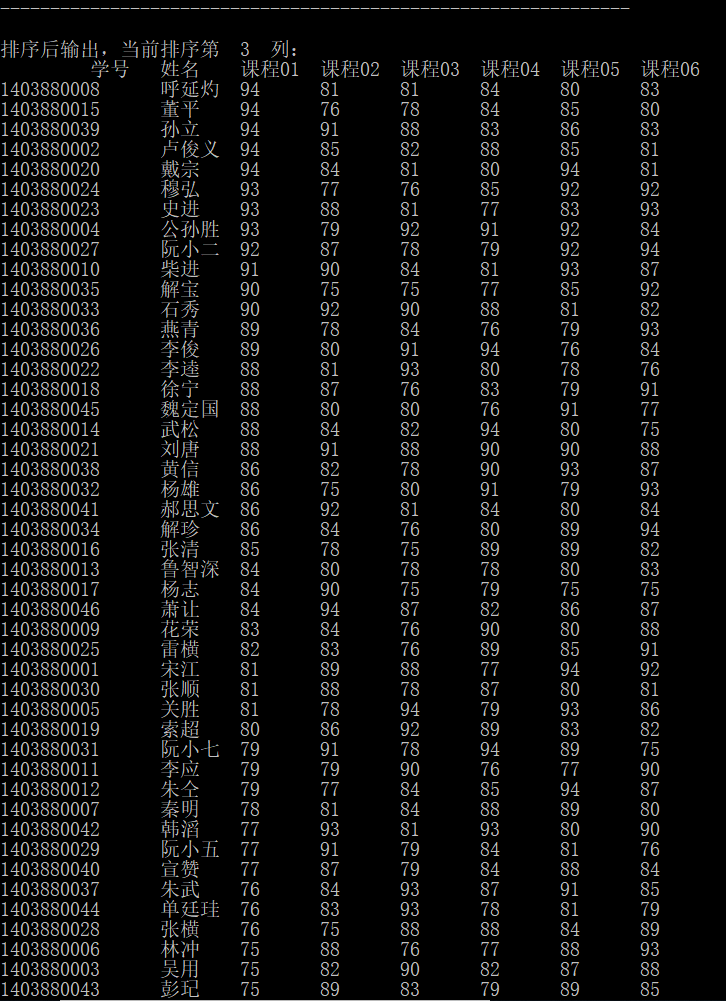 排序后输出，当前排序第  3  列：
学号 姓名 课程01 课程02 课程03 课程04 课程05 课程06
1403880008 呼延灼 94 81 81 84 80 83
1403880015 董平 94 76 78 84 85 80
1403880039 孙立 94 91 88 83 86 83
1403880002 卢俊义 94 85 82 88 85 81
1403880020 戴宗 94 84 81 80 94 81
1403880024 穆弘 93 77 76 85 92 92
1403880023 史进 93 88 81 77 83 93
1403880004 公孙胜 93 79 92 91 92 84
1403880027 阮小二 92 87 78 79 92 94
1403880010 柴进 91 90 84 81 93 87
1403880035 解宝 90 75 75 77 85 92
1403880033 石秀 90 92 90 88 81 82
1403880036 燕青 89 78 84 76 79 93
1403880026 李俊 89 80 91 94 76 84
1403880022 李逵 88 81 93 80 78 76
1403880018 徐宁 88 87 76 83 79 91
1403880045 魏定国 88 80 80 76 91 77
1403880014 武松 88 84 82 94 80 75
1403880021 刘唐 88 91 88 90 90 88
1403880038 黄信 86 82 78 90 93 87
1403880032 杨雄 86 75 80 91 79 93
1403880041 郝思文 86 92 81 84 80 84
1403880034 解珍 86 84 76 80 89 94
1403880016 张清 85 78 75 89 89 82
1403880013 鲁智深 84 80 78 78 80 83
1403880017 杨志 84 90 75 79 75 75
1403880046 萧让 84 94 87 82 86 87
1403880009 花荣 83 84 76 90 80 88
1403880025 雷横 82 83 76 89 85 91
1403880001 宋江 81 89 88 77 94 92
1403880030 张顺 81 88 78 87 80 81
1403880005 关胜 81 78 94 79 93 86
1403880019 索超 80 86 92 89 83 82
1403880031 阮小七 79 91 78 94 89 75
1403880011 李应 79 79 90 76 77 90
1403880012 朱仝 79 77 84 85 94 87
1403880007 秦明 78 81 84 88 89 80
1403880042 韩滔 77 93 81 93 80 90
1403880029 阮小五 77 91 79 84 81 76
1403880040 宣赞 77 87 79 84 88 84
1403880037 朱武 76 84 93 87 91 85
1403880044 单廷珪 76 83 93 78 81 79
1403880028 张横 76 75 88 88 84 89
1403880006 林冲 75 88 76 77 88 93
1403880003 吴用 75 82 90 82 87 88
1403880043 彭玘 75 89 83 79 89 85